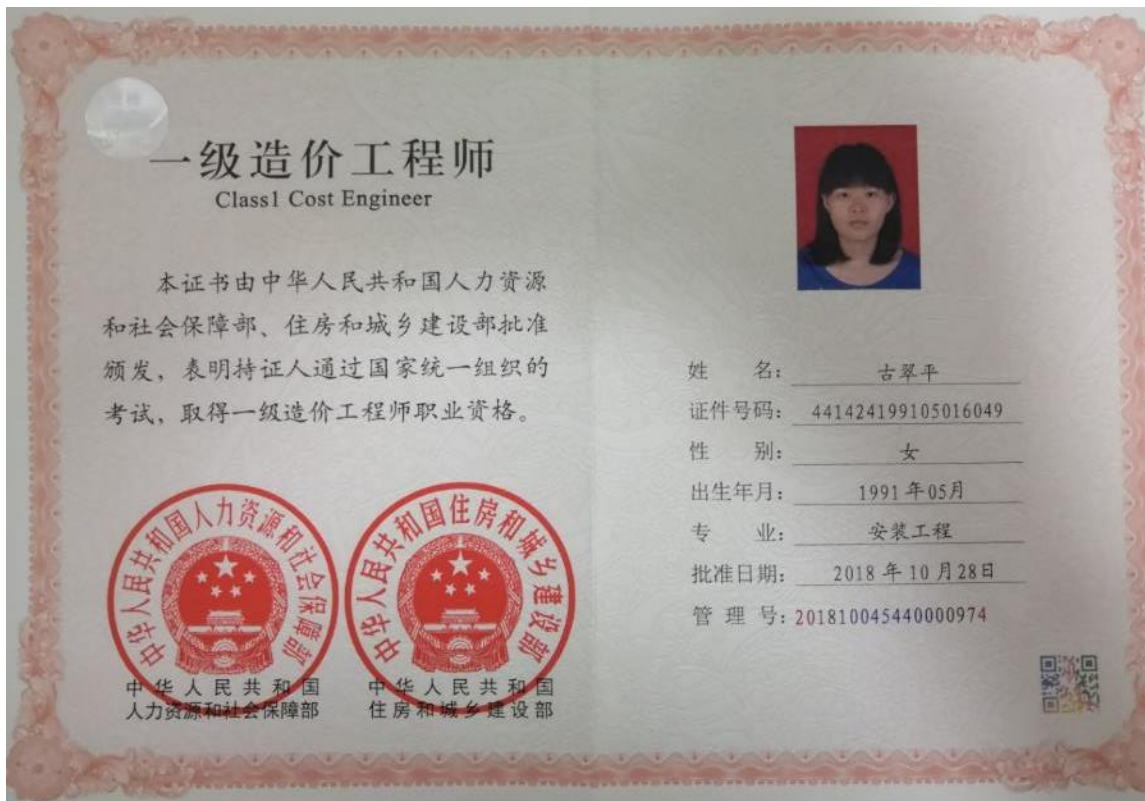 一级造价工程师
Class1 Cost Engineer
本证书由中华人民共和国人力资源
和社会保障部、住房和城乡建设部批准
颁发，表明持证人通过国家统一组织的
考试，取得一级造价工程师职业资格。
中华人民共和国人力资源和社会保障部
中华人民共和国住房和城乡建设部
中华人民共和国
人力资源和社会保障部
中华人民共和国
住房和城乡建设部
姓 名：古翠平
证件号码：441424199105016049
性 别：女
出生年月：1991年05月
专 业：安装工程
批准日期：2018年10月28日
管 理 号：201810045440000974